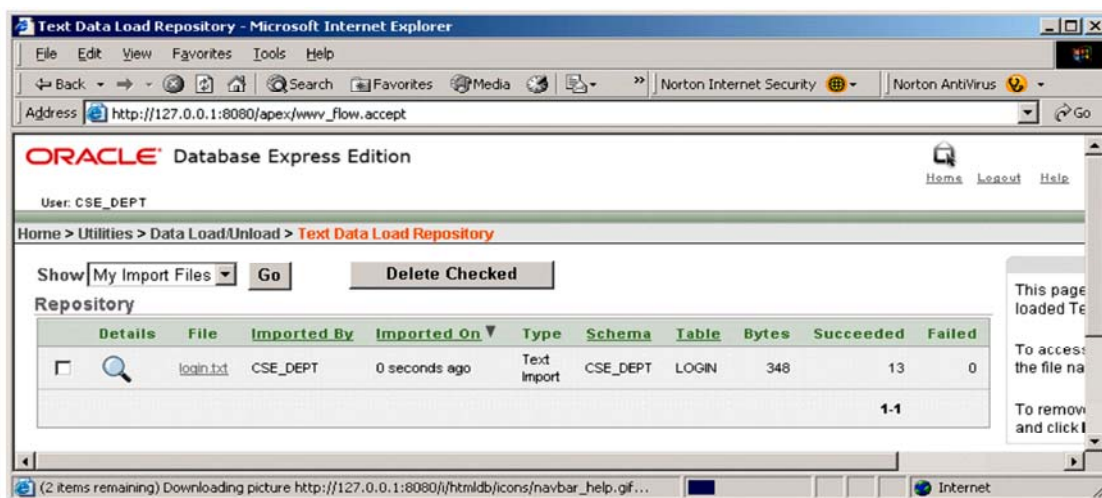 Text Data Load Repository - Microsoft Internet Explorer
File Edit View Favorites Tools Help
Back Search Favorites Media » Norton Internet Security Norton AntiVirus
Address http://127.0.0.1:8080/apex/wwv_flow.accept Go
ORACLE Database Express Edition
Home Logout Help
User: CSE_DEPT
Home > Utilities > Data Load/Unload > Text Data Load Repository
Show My Import Files Go Delete Checked
Repository
Details File Imported By Imported On Type Schema Table Bytes Succeeded Failed
login.txt CSE_DEPT 0 seconds ago Text Import CSE_DEPT LOGIN 348 13 0
1-1
This page
loaded Te
To access
the file na
To remov
and click
(2 items remaining) Downloading picture http://127.0.0.1:8080/i/htmldb/icons/navbar_help.gif... Internet